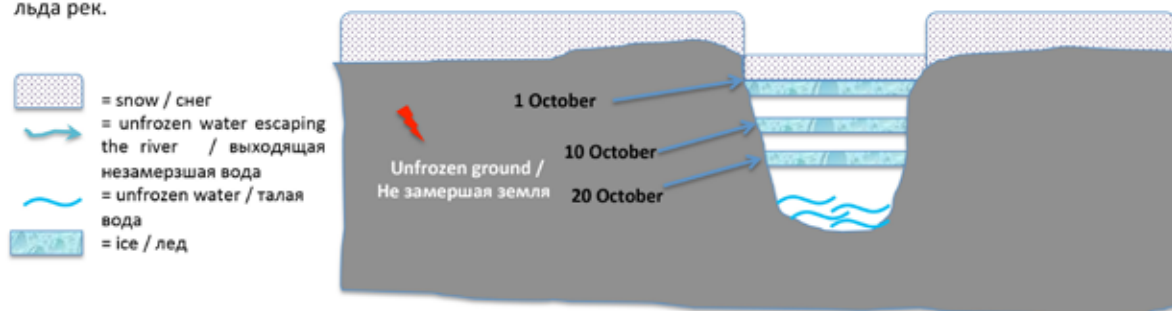 льда рек.
= snow / снег
= unfrozen water escaping
the river / выходящая
незамерзшая вода
= unfrozen water / талая
вода
= ice / лед
1 October
10 October
20 October
Unfrozen ground /
Не замершая земля